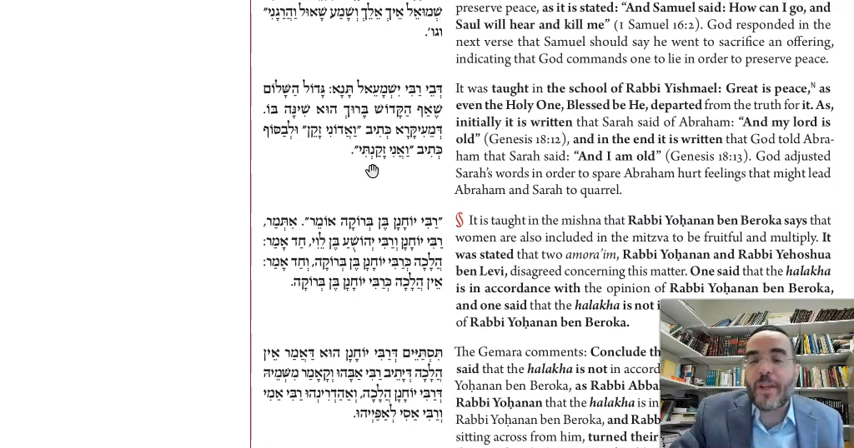 שְׁמוּאֵל אֵיךְ אֵלֵךְ וְשָׁמַע שָׁאוּל וַהֲרָגָנִי״
וגו׳.
דְּבֵי רַבִּי יִשְׁמָעֵאל תָּנָא: גָּדוֹל הַשָּׁלוֹם
שֶׁאַף הַקָּדוֹשׁ בָּרוּךְ הוּא שִׁינָּה בּוֹ.
דְּמֵעִיקָּרָא כְּתִיב ״וַאדוֹנִי זָקֵן״ וּלְבַסּוֹף
כְּתִיב ״וַאֲנִי זָקַנְתִּי״.
״רַבִּי יוֹחָנָן בֶּן בְּרוֹקָה אוֹמֵר״. אִתְּמַר,
רַבִּי יוֹחָנָן וְרַבִּי יְהוֹשֻׁעַ בֶּן לֵוִי, חַד אָמַר:
הֲלָכָה כְּרַבִּי יוֹחָנָן בֶּן בְּרוֹקָה, וְחַד אָמַר:
אֵין הֲלָכָה כְּרַבִּי יוֹחָנָן בֶּן בְּרוֹקָה.
תִּסְתַּיֵּים דְּרַבִּי יוֹחָנָן הוּא דַּאֲמַר אֵין
הֲלָכָה דְּיָתֵיב רַבִּי אֲבָהוּ וְקָאָמַר מִשְּׁמֵיהּ
דְּרַבִּי יוֹחָנָן הֲלָכָה, וְאַהְדְרִינְהוּ רַבִּי אַמֵּי
וְרַבִּי אַסִּי לְאַפַּיְיהוּ.
preserve peace, as it is stated: “And Samuel said: How can I go, and
Saul will hear and kill me” (1 Samuel 16:2). God responded in the
next verse that Samuel should say he went to sacrifice an offering,
indicating that God commands one to lie in order to preserve peace.
It was taught in the school of Rabbi Yishmael: Great is peace,ᴺ as
even the Holy One, Blessed be He, departed from the truth for it. As,
initially it is written that Sarah said of Abraham: “And my lord is
old” (Genesis 18:12), and in the end it is written that God told Abra-
ham that Sarah said: “And I am old” (Genesis 18:13). God adjusted
Sarah’s words in order to spare Abraham hurt feelings that might lead
Abraham and Sarah to quarrel.
§ It is taught in the mishna that Rabbi Yoḥanan ben Beroka says that
women are also included in the mitzva to be fruitful and multiply. It
was stated that two amora’im, Rabbi Yoḥanan and Rabbi Yehoshua
ben Levi, disagreed concerning this matter. One said that the halakha
is in accordance with the opinion of Rabbi Yoḥanan ben Beroka,
and one said that the halakha is not i
of Rabbi Yoḥanan ben Beroka.
The Gemara comments: Conclude th
said that the halakha is not in accord
Yoḥanan ben Beroka, as Rabbi Abba
Rabbi Yoḥanan that the halakha is in
Rabbi Yoḥanan ben Beroka, and Rabb
sitting across from him, turned their